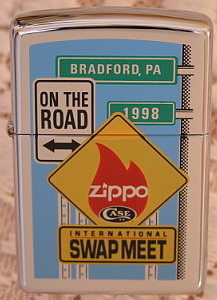 BRADFORD, PA
ON THE
ROAD
1998
zippo
CASE
INTERNATIONAL
SWAP MEET